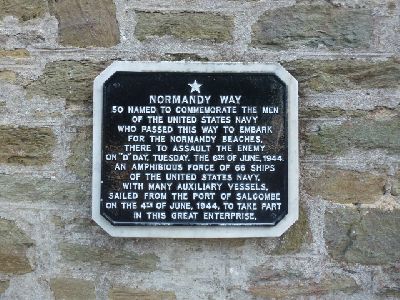 NORMANDY WAY
SO NAMED TO COMMEMORATE THE MEN
OF THE UNITED STATES NAVY
WHO PASSED THIS WAY TO EMBARK
FOR THE NORMANDY BEACHES,
THERE TO ASSAULT THE ENEMY
ON "D" DAY, TUESDAY, THE 6TH OF JUNE, 1944.
AN AMPHIBIOUS FORCE OF 66 SHIPS
OF THE UNITED STATES NAVY,
WITH MANY AUXILIARY VESSELS,
SAILED FROM THE PORT OF SALCOMBE
ON THE 4TH OF JUNE, 1944, TO TAKE PART
IN THIS GREAT ENTERPRISE.